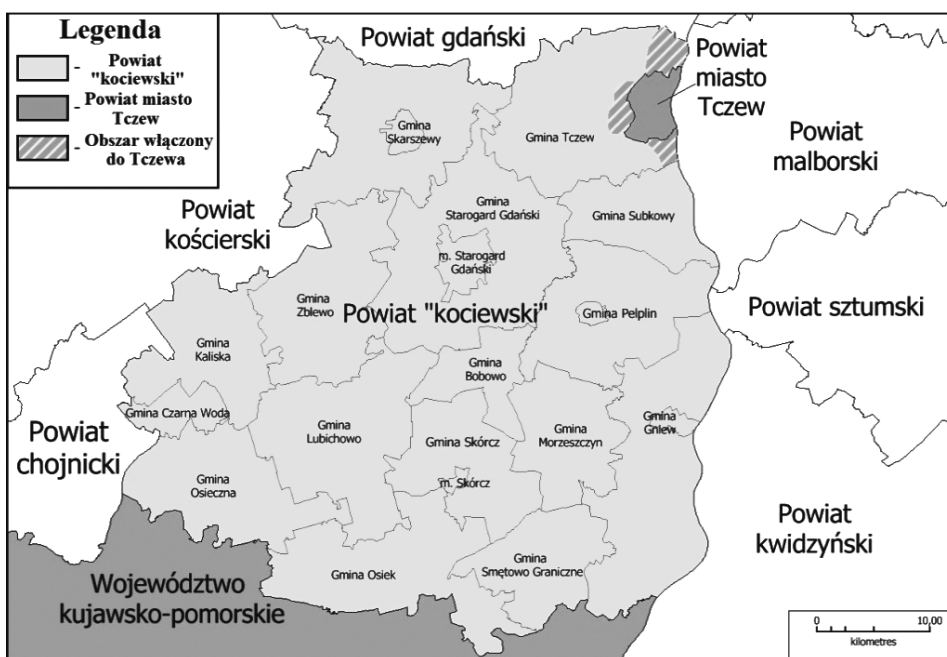 Legenda
- Powiat
"kociewski"
- Powiat miasto
Tczew
- Obszar włączony
do Tczewa
Powiat gdański
Powiat
miasto
Tczew
Powiat
malborski
Gmina
Skarszewy
Gmina Tczew
Powiat
kościerski
Gmina
Starogard Gdański
Gmina Subkowy
m. Starogard
Gdański
Gmina
Zblewo
Powiat "kociewski"
Gmina Pelplin
Powiat sztumski
Gmina
Kaliska
Gmina
Bobowo
Gmina Czarna Woda
Powiat
chojnicki
Gmina
Lubichowo
Gmina Skórcz
Gmina
Morzeszczyn
Gmina
Gniew
Gmina
Osieczna
m. Skórcz
Powiat
kwidzyński
Gmina Osiek
Gmina
Smętowo Graniczne
Województwo
kujawsko-pomorskie
0 10,00
kilometres